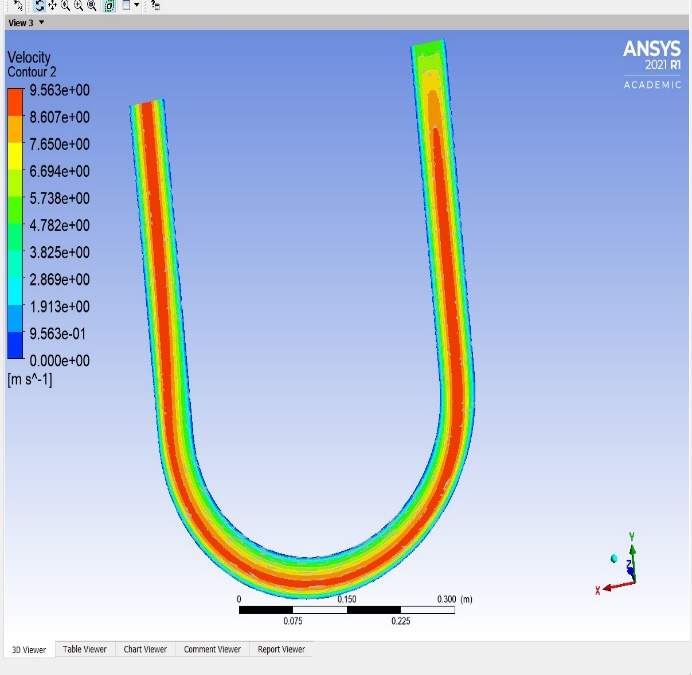 View 3
Velocity
Contour 2
9.563e+00
8.607e+00
7.650e+00
6.694e+00
5.738e+00
4.782e+00
3.825e+00
2.869e+00
1.913e+00
9.563e-01
0.000e+00
[m s^-1]
ANSYS
2021 R1
ACADEMIC
Y
Z
X
0 0.150 0.300 (m)
0.075 0.225
3D Viewer Table Viewer Chart Viewer Comment Viewer Report Viewer